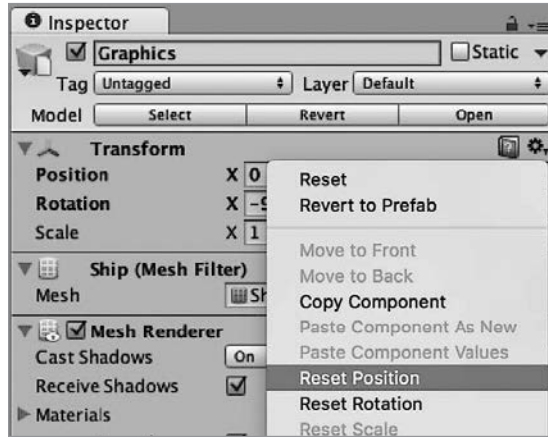 Inspector
Graphics Static
Tag Untagged Layer Default
Model Select Revert Open
Transform
Position X 0
Rotation X -9
Scale X 1
Ship (Mesh Filter)
Mesh Sh
Mesh Renderer
Cast Shadows On
Receive Shadows
Materials
Reset
Revert to Prefab
Move to Front
Move to Back
Copy Component
Paste Component As New
Paste Component Values
Reset Position
Reset Rotation
Reset Scale